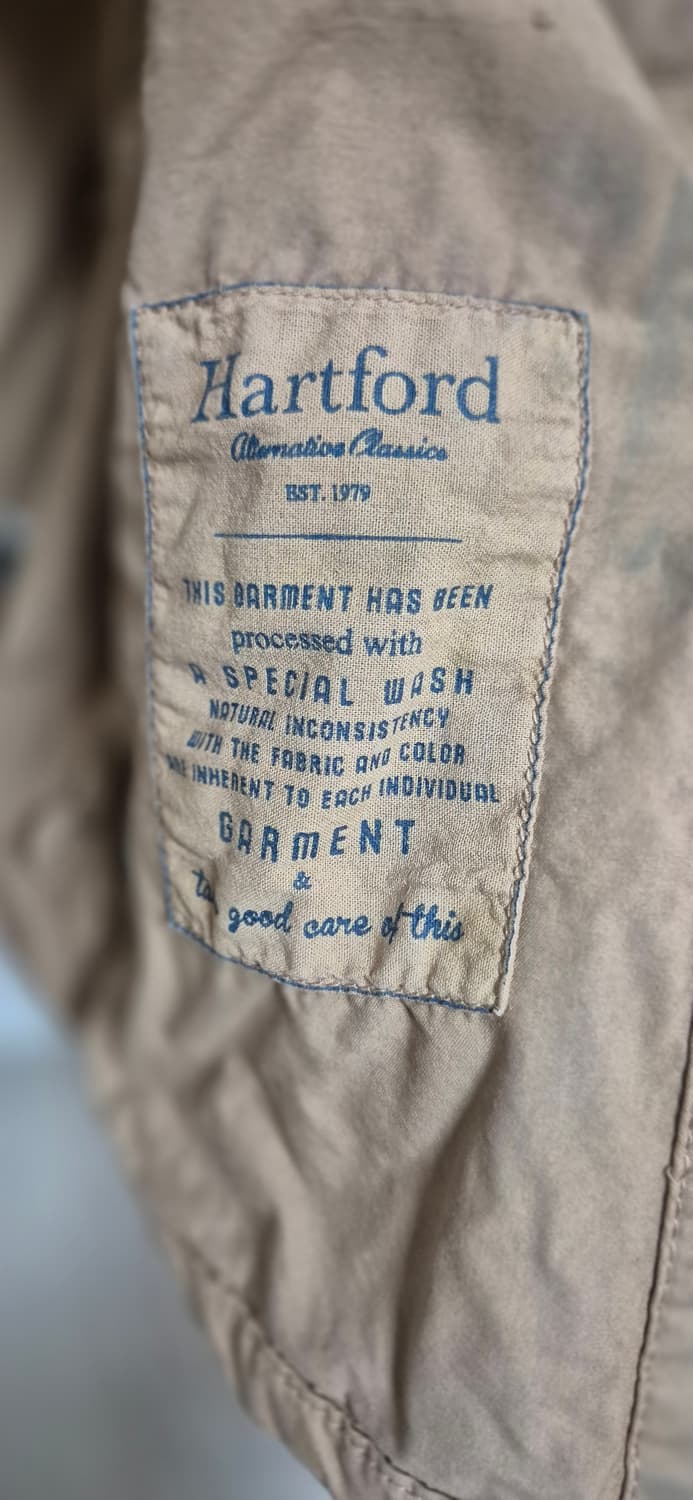 Hartford
Alternative Classics
EST. 1979
THIS GARMENT HAS BEEN
processed with
A SPECIAL WASH
NATURAL INCONSISTENCY
WITH THE FABRIC AND COLOR
ARE INHERENT TO EACH INDIVIDUAL
GARMENT
&
good care of this